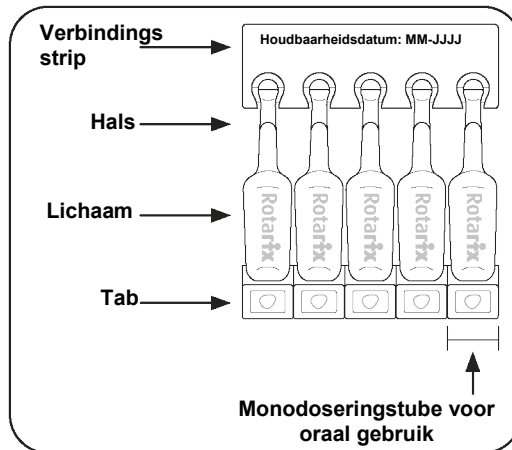 Verbindings
strip
Houdbaarheidsdatum: MM-JJJJ
Hals
Lichaam
Rotarix
Rotarix
Rotarix
Rotarix
Rotarix
Tab
Monodoseringstube voor
oraal gebruik